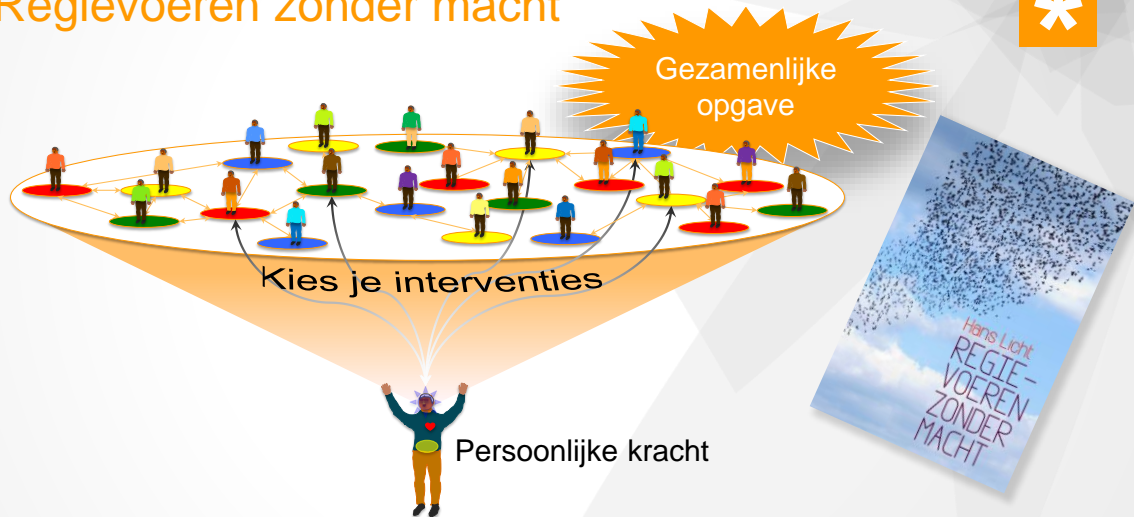 Regievoeren zonder macht
Gezamenlijke
opgave
Kies je interventies
Persoonlijke kracht
Hans Licht
REGIE-
VOEREN
ZONDER
MACHT